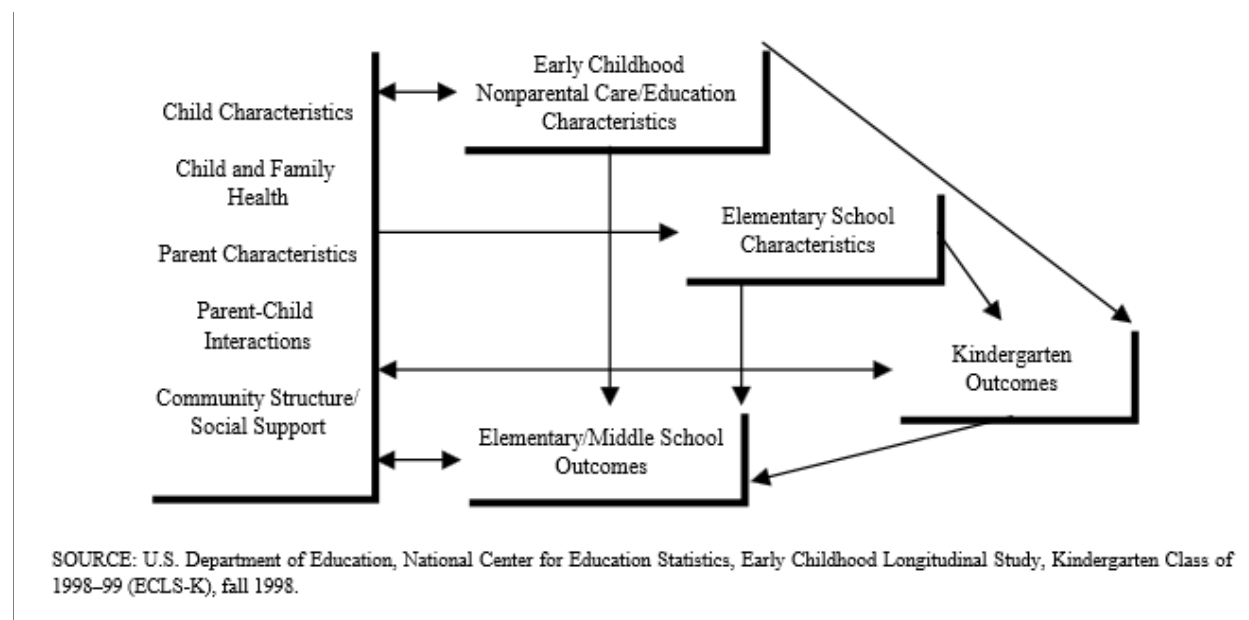 Child Characteristics
Child and Family
Health
Parent Characteristics
Parent-Child
Interactions
Community Structure/
Social Support
Early Childhood
Nonparental Care/Education
Characteristics
Elementary School
Characteristics
Kindergarten
Outcomes
Elementary/Middle School
Outcomes
SOURCE: U.S. Department of Education, National Center for Education Statistics, Early Childhood Longitudinal Study, Kindergarten Class of
1998–99 (ECLS-K), fall 1998.